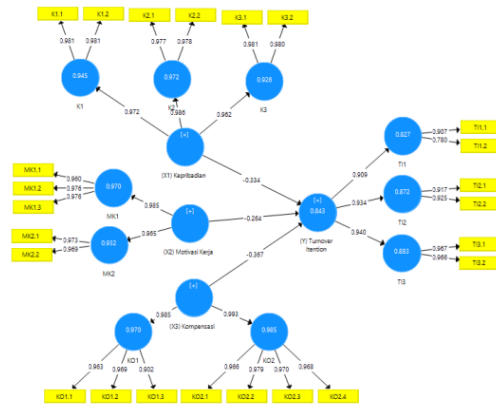 K1.1 K1.2 K2.1 K2.2 K3.1 K3.2
0.981 0.981 0.977 0.978 0.981 0.980
0.945 0.972 0.926
K1 K2 K3
0.972 0.986 0.962
[+]
(X1) Kepribadian
-0.334
MK1.1 0.960
MK1.2 0.976
MK1.3 0.976
0.970
MK1
0.985
[+]
(X2) Motivasi Kerja
-0.264
MK2.1 0.973
MK2.2 0.969
0.932
MK2
0.965
[+]
0.843
(Y) Turnover
Itention
0.909
0.827
TI1
0.907 TI1.1
0.780 TI1.2
0.934
0.872
TI2
0.917 TI2.1
0.925 TI2.2
0.940
0.883
TI3
0.967 TI3.1
0.966 TI3.2
-0.367
[+]
(X3) Kompensasi
0.985 0.993
0.970 0.985
KO1 KO2
0.963 0.969 0.902 0.966 0.979 0.970 0.968
KO1.1 KO1.2 KO1.3 KO2.1 KO2.2 KO2.3 KO2.4